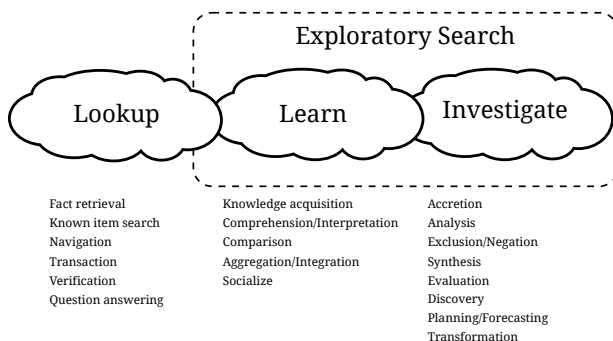 Exploratory Search
Lookup
Learn
Investigate
Fact retrieval
Known item search
Navigation
Transaction
Verification
Question answering
Knowledge acquisition
Comprehension/Interpretation
Comparison
Aggregation/Integration
Socialize
Accretion
Analysis
Exclusion/Negation
Synthesis
Evaluation
Discovery
Planning/Forecasting
Transformation